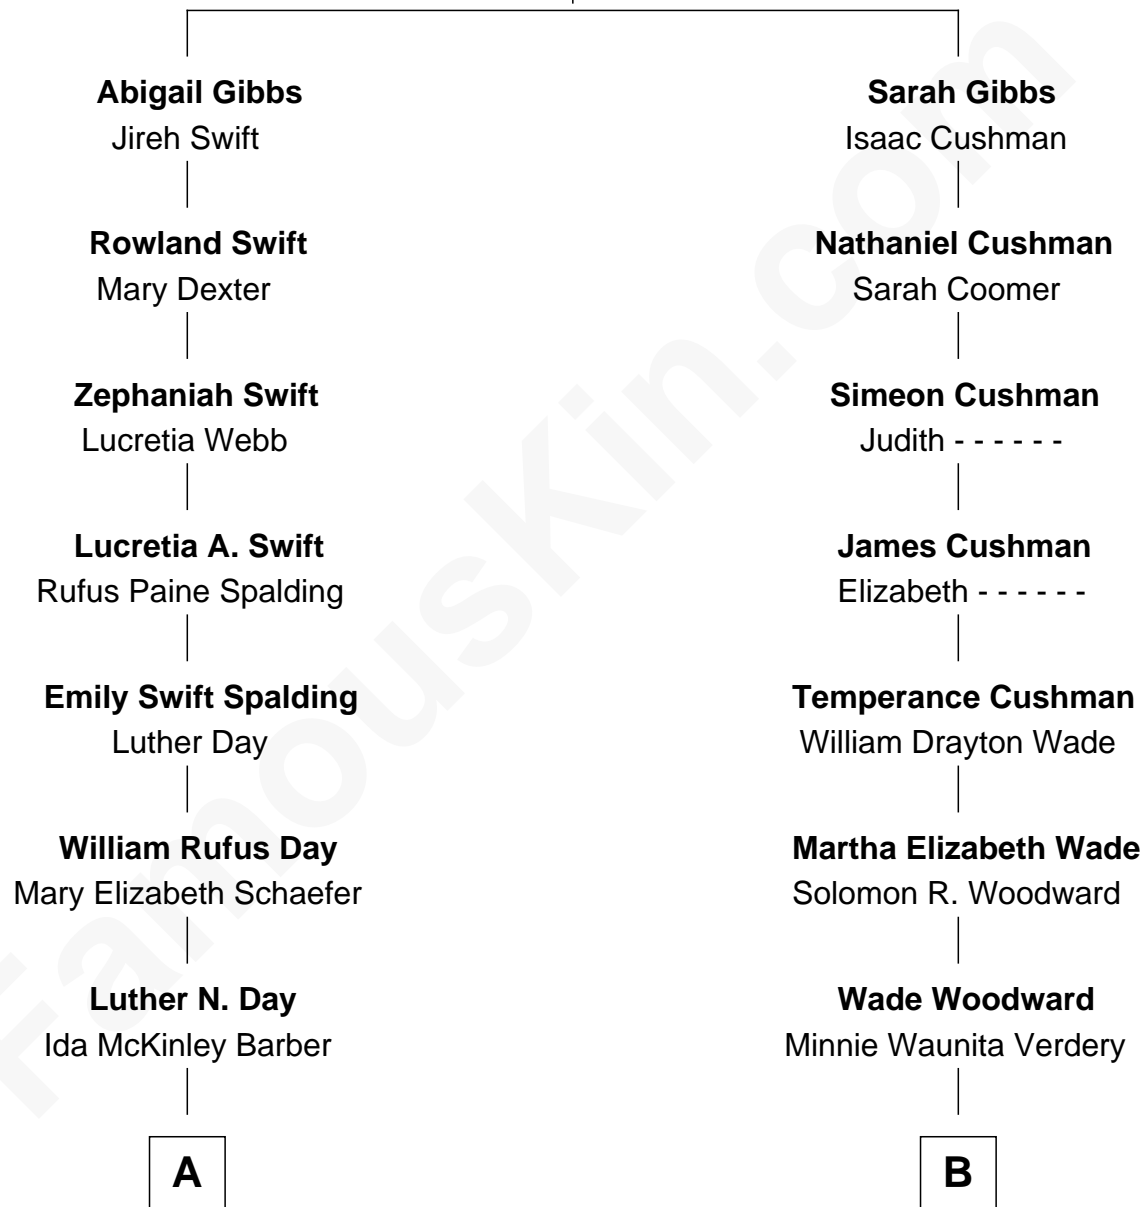 Abigail Gibbs
Jireh Swift
Rowland Swift
Mary Dexter
Zephaniah Swift
Lucretia Webb
Lucretia A. Swift
Rufus Paine Spalding
Emily Swift Spalding
Luther Day
William Rufus Day
Mary Elizabeth Schaefer
Luther N. Day
Ida McKinley Barber
A
Sarah Gibbs
Isaac Cushman
Nathaniel Cushman
Sarah Coomer
Simeon Cushman
Judith - - - - - -
James Cushman
Elizabeth - - - - - -
Temperance Cushman
William Drayton Wade
Martha Elizabeth Wade
Solomon R. Woodward
Wade Woodward
Minnie Waunita Verdery
B
FamousKin.com